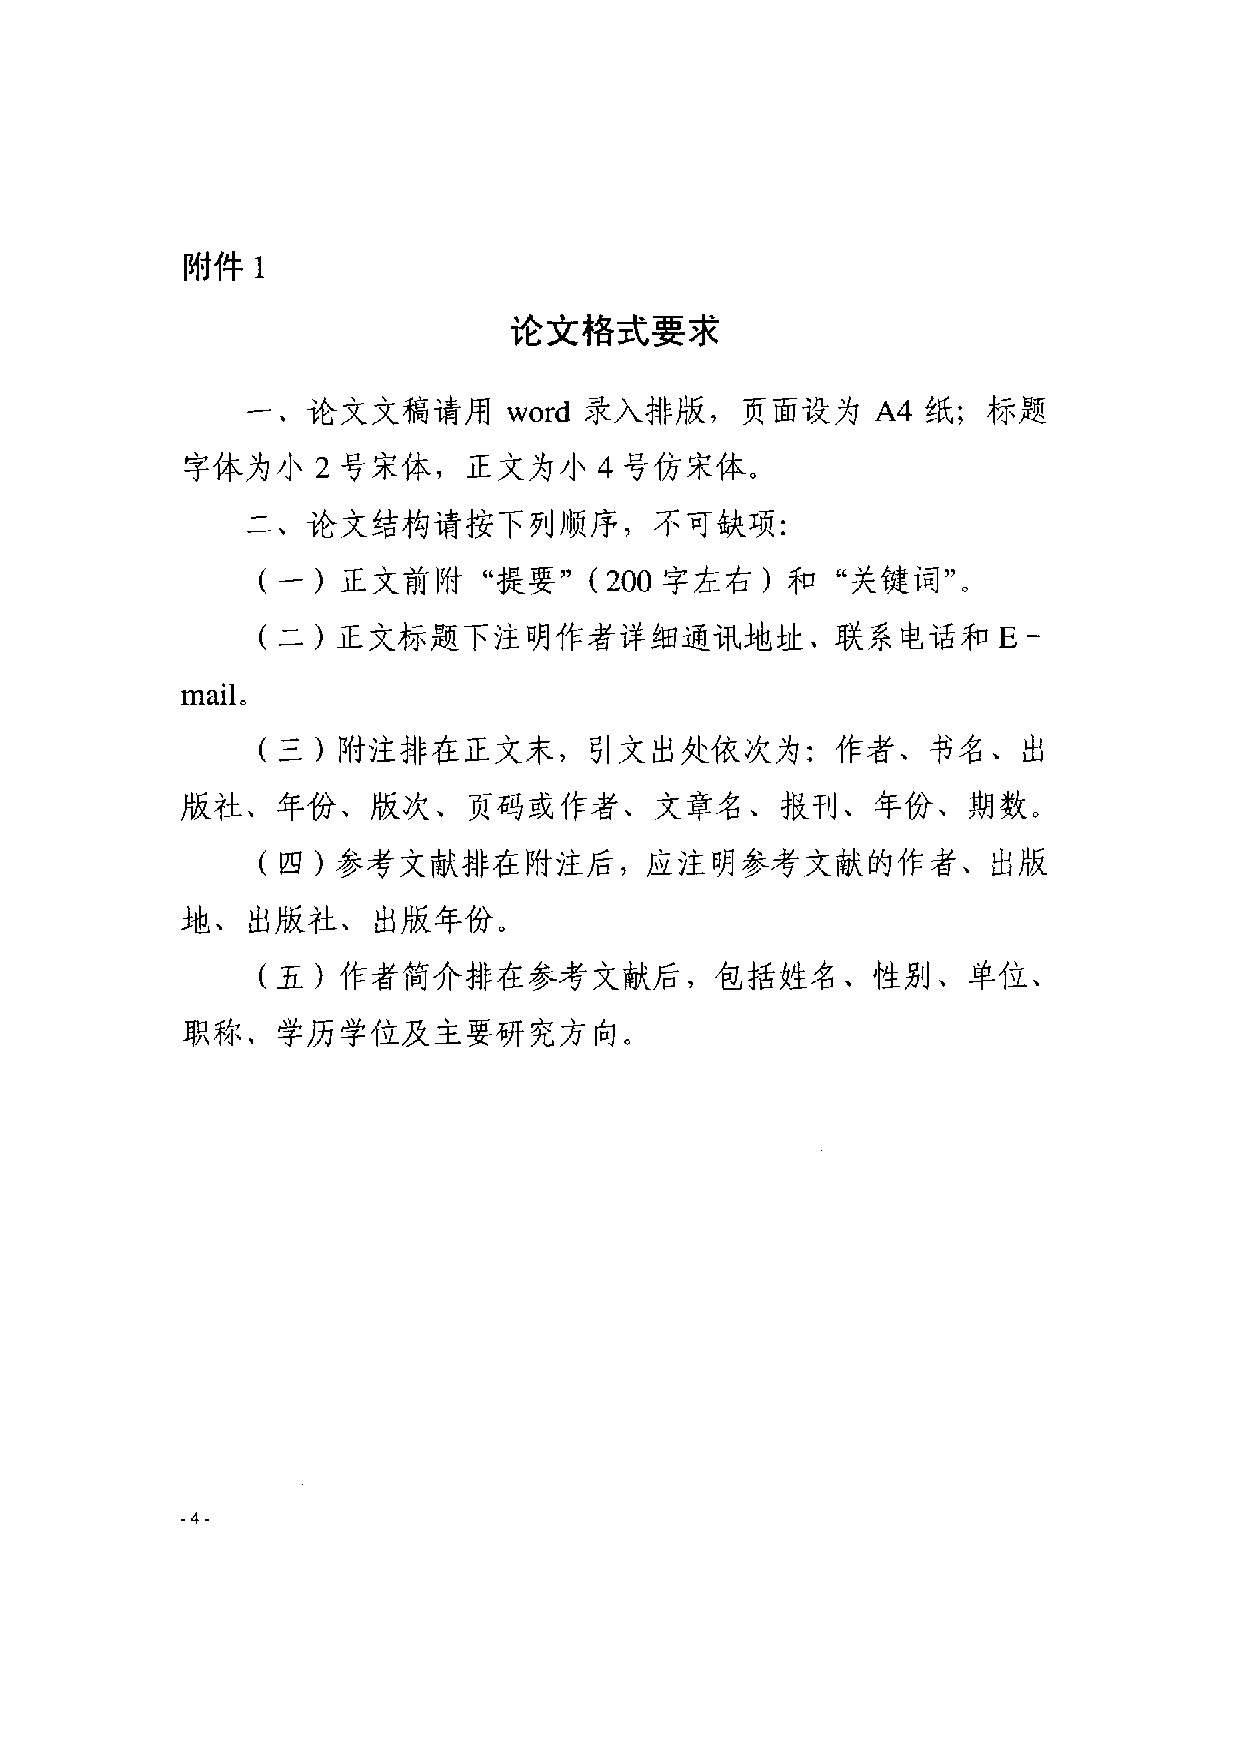 附件 1
论文格式要求
一、论文文稿请用 word 录入排版，页面设为 A4 纸；标题
字体为小 2 号宋体，正文为小 4 号仿宋体。
二、论文结构请按下列顺序，不可缺项：
（一）正文前附“提要”（200 字左右）和“关键词”。
（二）正文标题下注明作者详细通讯地址、联系电话和 E－
mail。
（三）附注排在正文末，引文出处依次为：作者、书名、出
版社、年份、版次、页码或作者、文章名、报刊、年份、期数。
（四）参考文献排在附注后，应注明参考文献的作者、出版
地、出版社、出版年份。
（五）作者简介排在参考文献后，包括姓名、性别、单位、
职称、学历学位及主要研究方向。
- 4 -